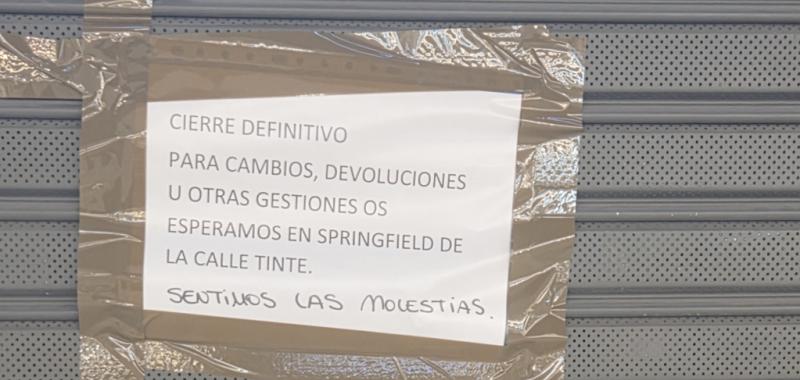 CIERRE DEFINITIVO
PARA CAMBIOS, DEVOLUCIONES
U OTRAS GESTIONES OS
ESPERAMOS EN SPRINGFIELD DE
LA CALLE TINTE.
SENTIMOS LAS MOLESTIAS.